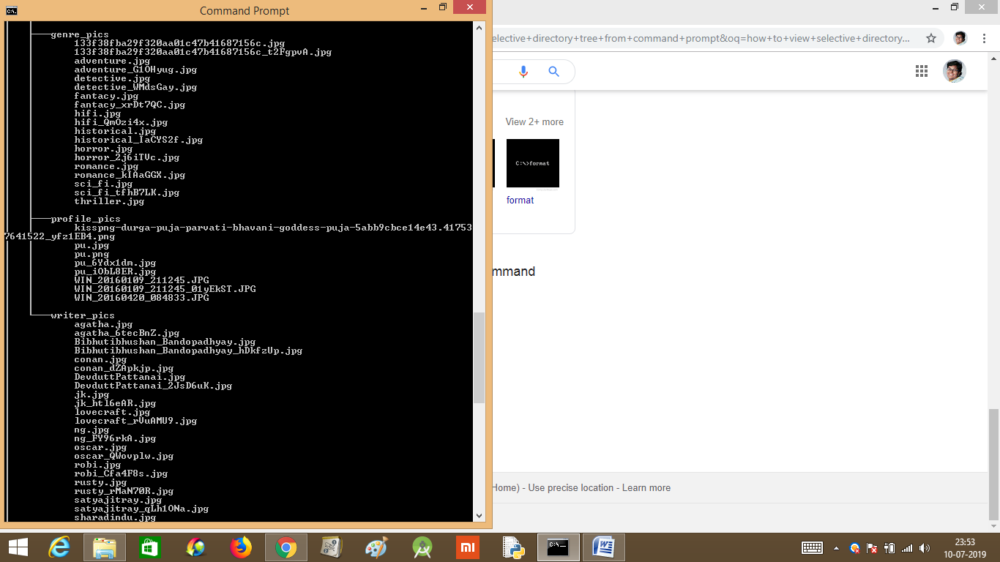 Command Prompt
genre_pics
133f38fba29f320aa01c47b41687156c.jpg
133f38fba29f320aa01c47b41687156c_t2FgpvA.jpg
adventure.jpg
adventure_G1OHyug.jpg
detective.jpg
detective_WMdsGay.jpg
fantacy.jpg
fantacy_xrDt7QC.jpg
hifi.jpg
hifi_QmOzi4x.jpg
historical.jpg
historical_IaCYS2f.jpg
horror.jpg
horror_2j6iTVc.jpg
romance.jpg
romance_kIAaGGX.jpg
sci_fi.jpg
sci_fi_tfhB7LK.jpg
thriller.jpg
profile_pics
kisspng-durga-puja-parvati-bhavani-goddess-puja-5abb9cbce14e43.41753
7641522_yfz1EB4.png
pu.jpg
pu.png
pu_6Ydx1dm.jpg
pu_iObL8ER.jpg
WIN_20160109_211245.JPG
WIN_20160109_211245_01yEkST.JPG
WIN_20160420_084833.JPG
writer_pics
agatha.jpg
agatha_6tecBnZ.jpg
Bibhutibhushan_Bandopadhyay.jpg
Bibhutibhushan_Bandopadhyay_hDkfzUp.jpg
conan.jpg
conan_dZApkjp.jpg
DevduttPattanai.jpg
DevduttPattanai_2JsD6uK.jpg
jk.jpg
jk_htl6eAR.jpg
lovecraft.jpg
lovecraft_rVuAMU9.jpg
ng.jpg
ng_FY96rkA.jpg
oscar.jpg
oscar_QWovplw.jpg
robi.jpg
robi_Cfa4F8s.jpg
rusty.jpg
rusty_rMaN70R.jpg
satyajitray.jpg
satyajitray_qLh1ONa.jpg
sharadindu.jpg
elective+directory+tree+from+command+prompt&oq=how+to+view+selective+directory...
View 2+ more
C:\>format
format
mmand
Home) - Use precise location - Learn more
23:53
10-07-2019